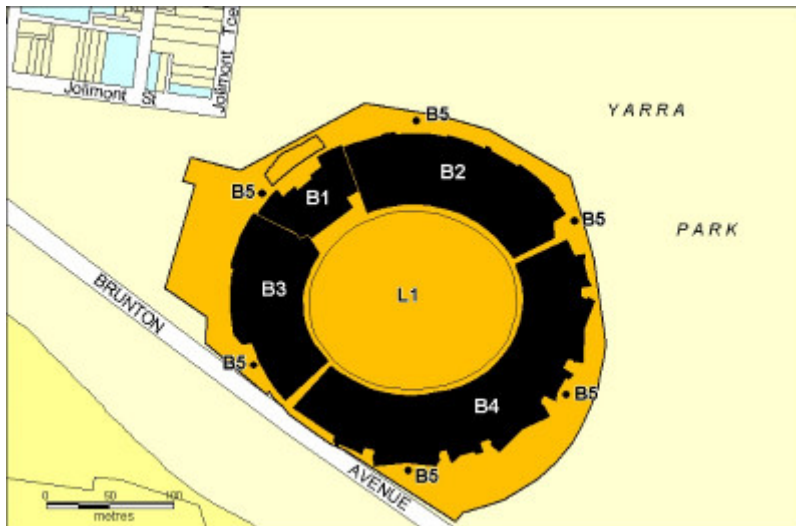 Jolimont St
Jolimont Tce
YARRA
PARK
B5
B2
B1
B5
B5
B3
L1
BRUNTON
AVENUE
B5
B5
B4
B5
0 50 100
metres